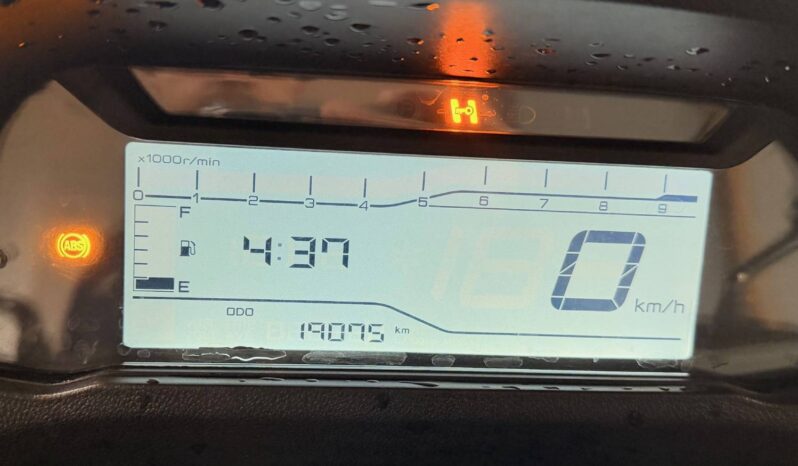 x1000r/min
0 1 2 3 4 5 6 7 8 9
F
4:37
0
km/h
ABS
E
ODO
19075 km